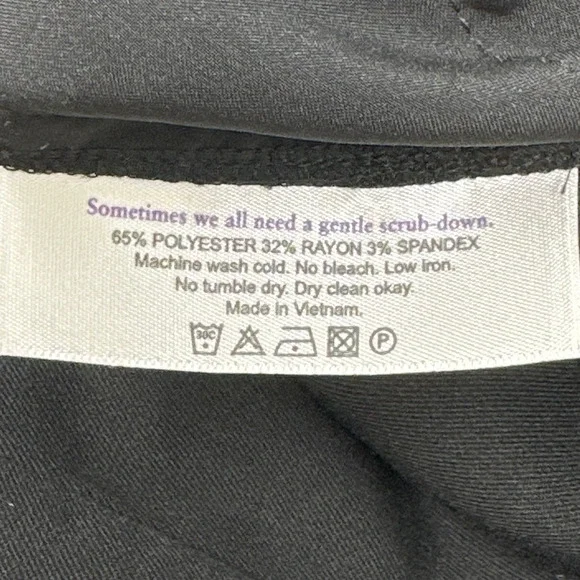 Sometimes we all need a gentle scrub-down.
65% POLYESTER 32% RAYON 3% SPANDEX
Machine wash cold. No bleach. Low iron.
No tumble dry. Dry clean okay.
Made in Vietnam.
30C P